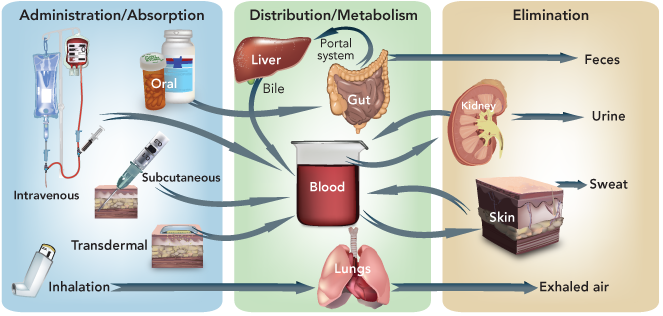 Administration/Absorption
Distribution/Metabolism
Elimination
Oral
Liver
Portal
system
Bile
Gut
Feces
Kidney
Urine
Intravenous
Subcutaneous
Blood
Sweat
Skin
Transdermal
Lungs
Inhalation
Exhaled air